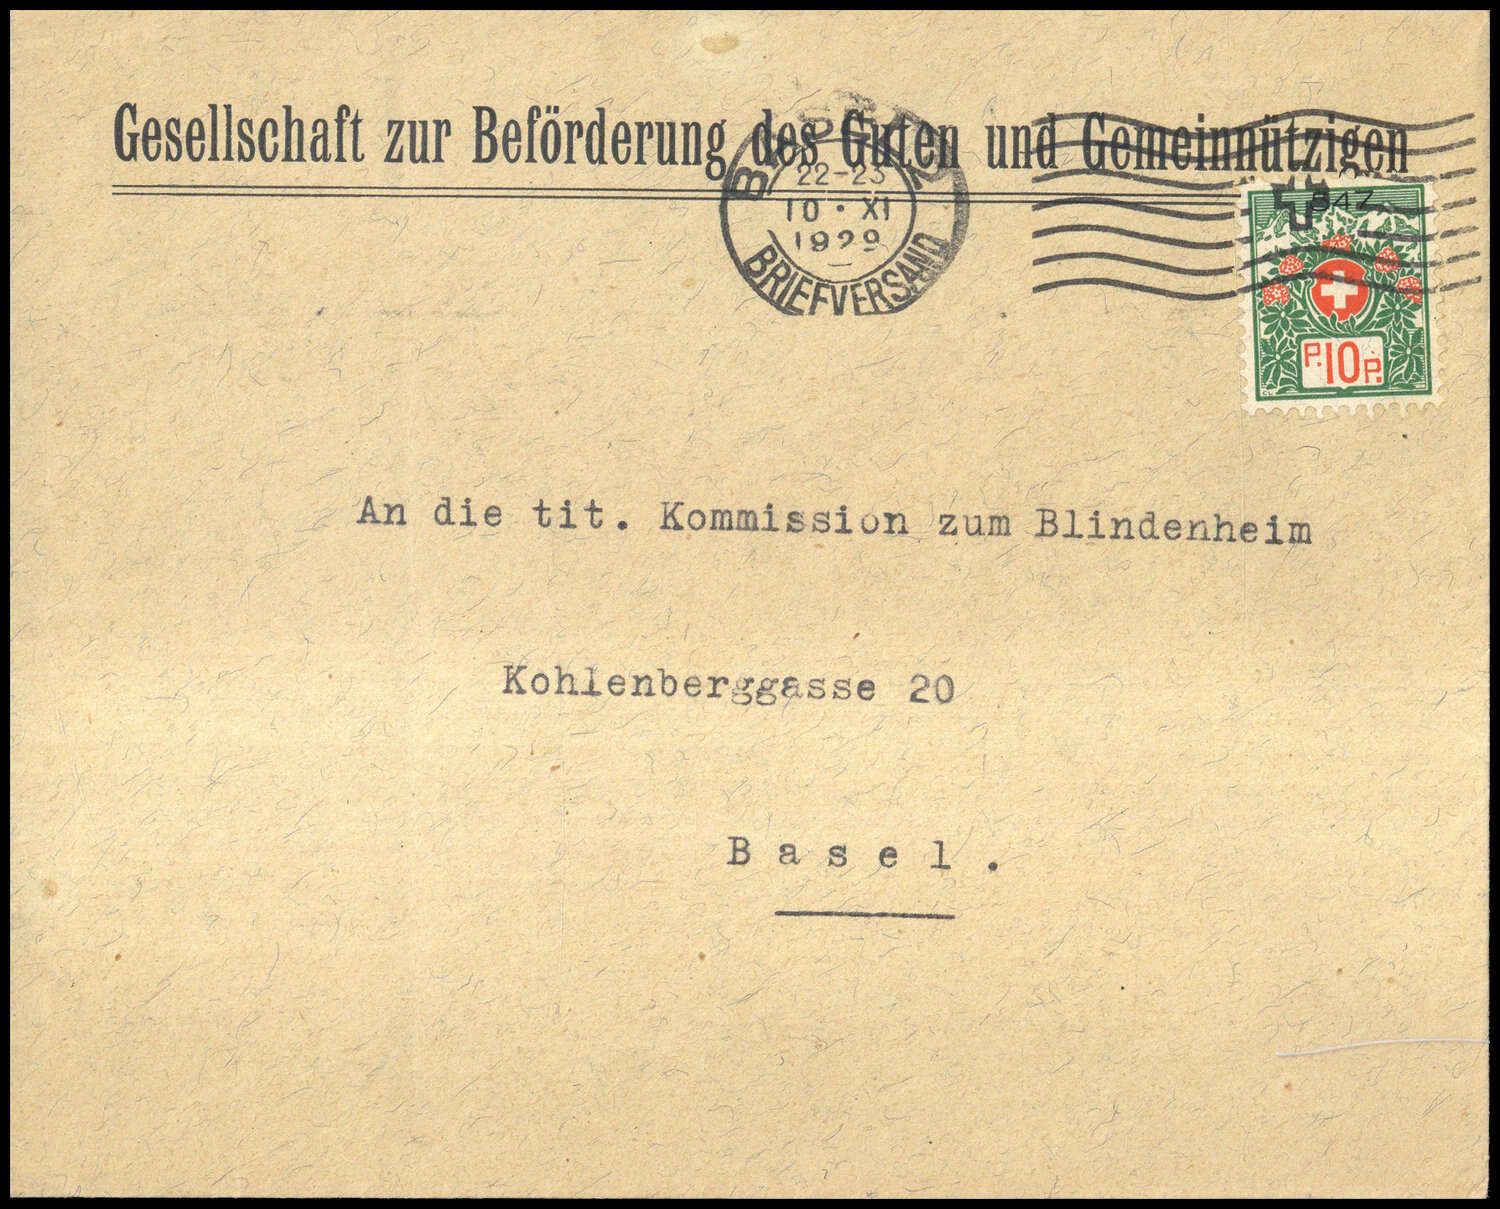 Gesellschaft zur Beförderung des Guten und Gemeinnützigen
22-23
10 · XI
1929
BRIEFVERSAND
P. 10 P.
An die tit. Kommission zum Blindenheim
Kohlenberggasse 20
Basel.